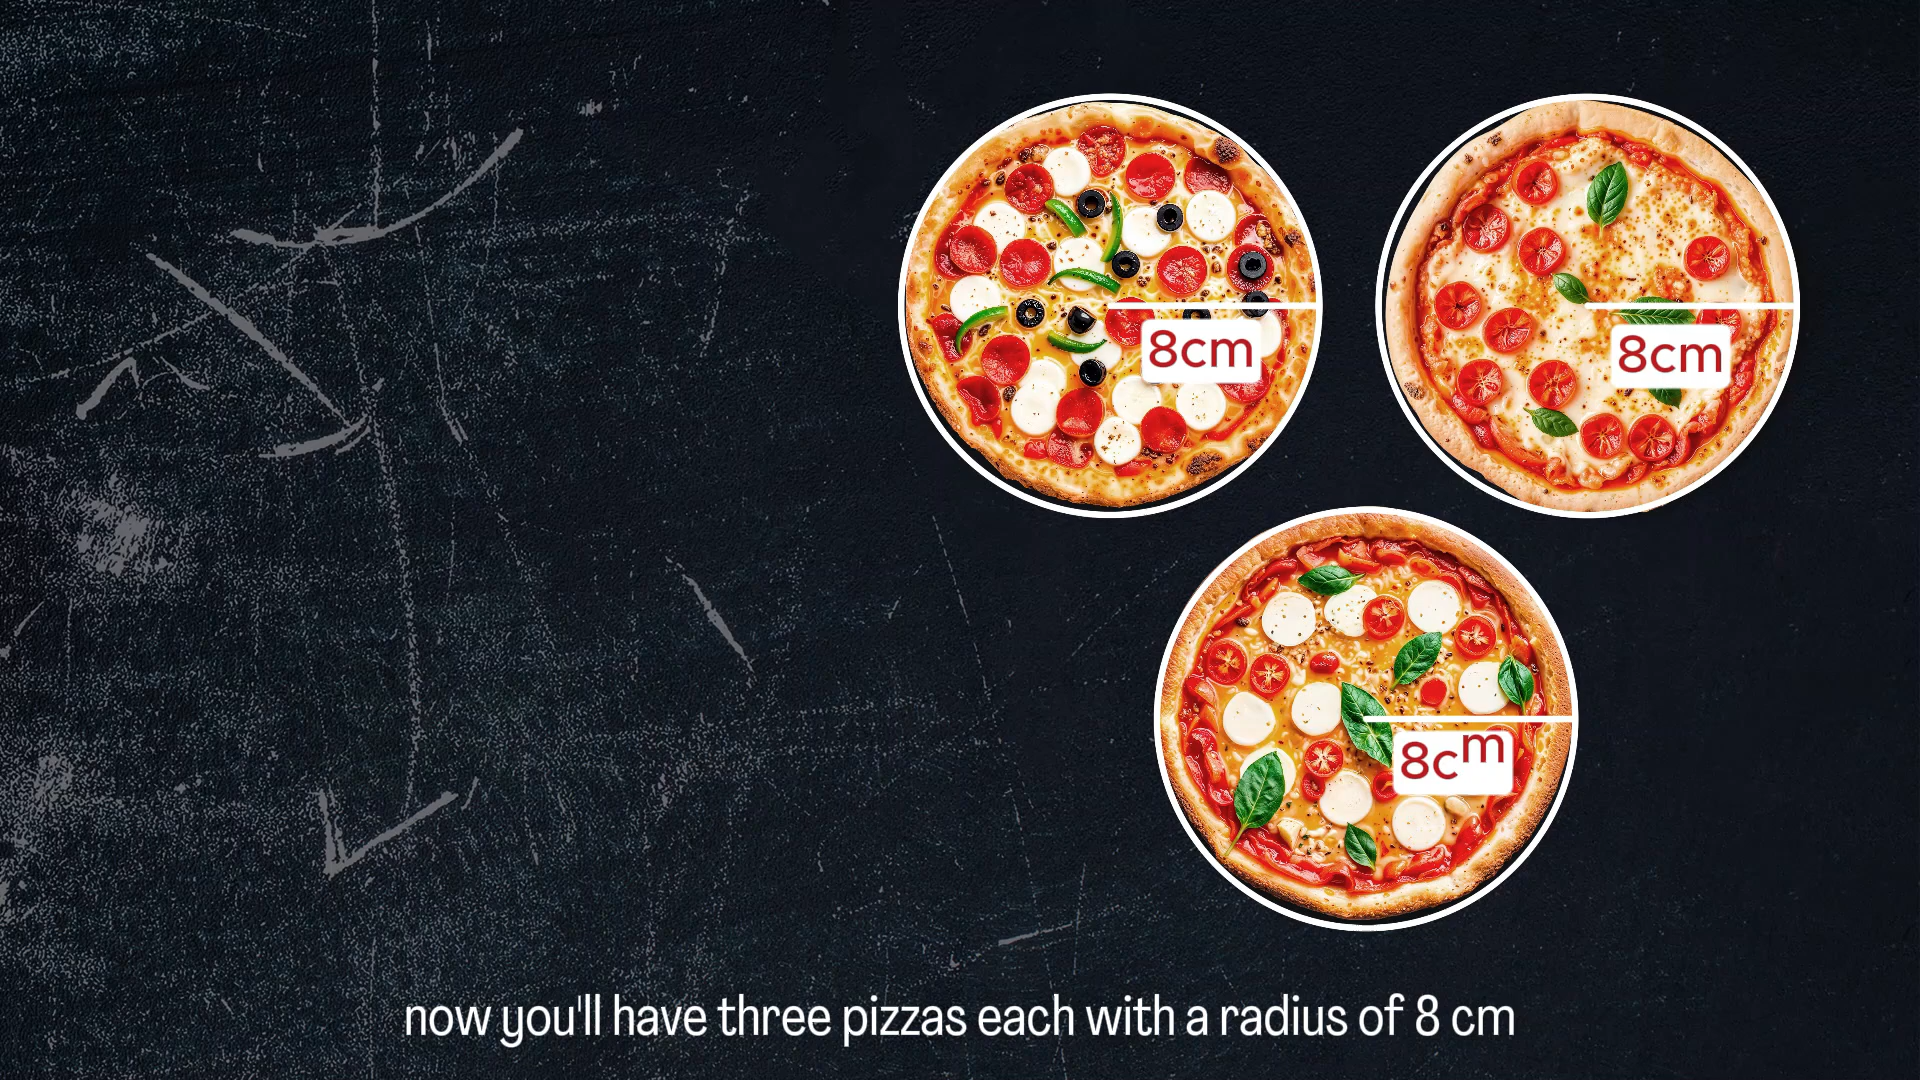 8cm
8cm
8cm
now you'll have three pizzas each with a radius of 8 cm